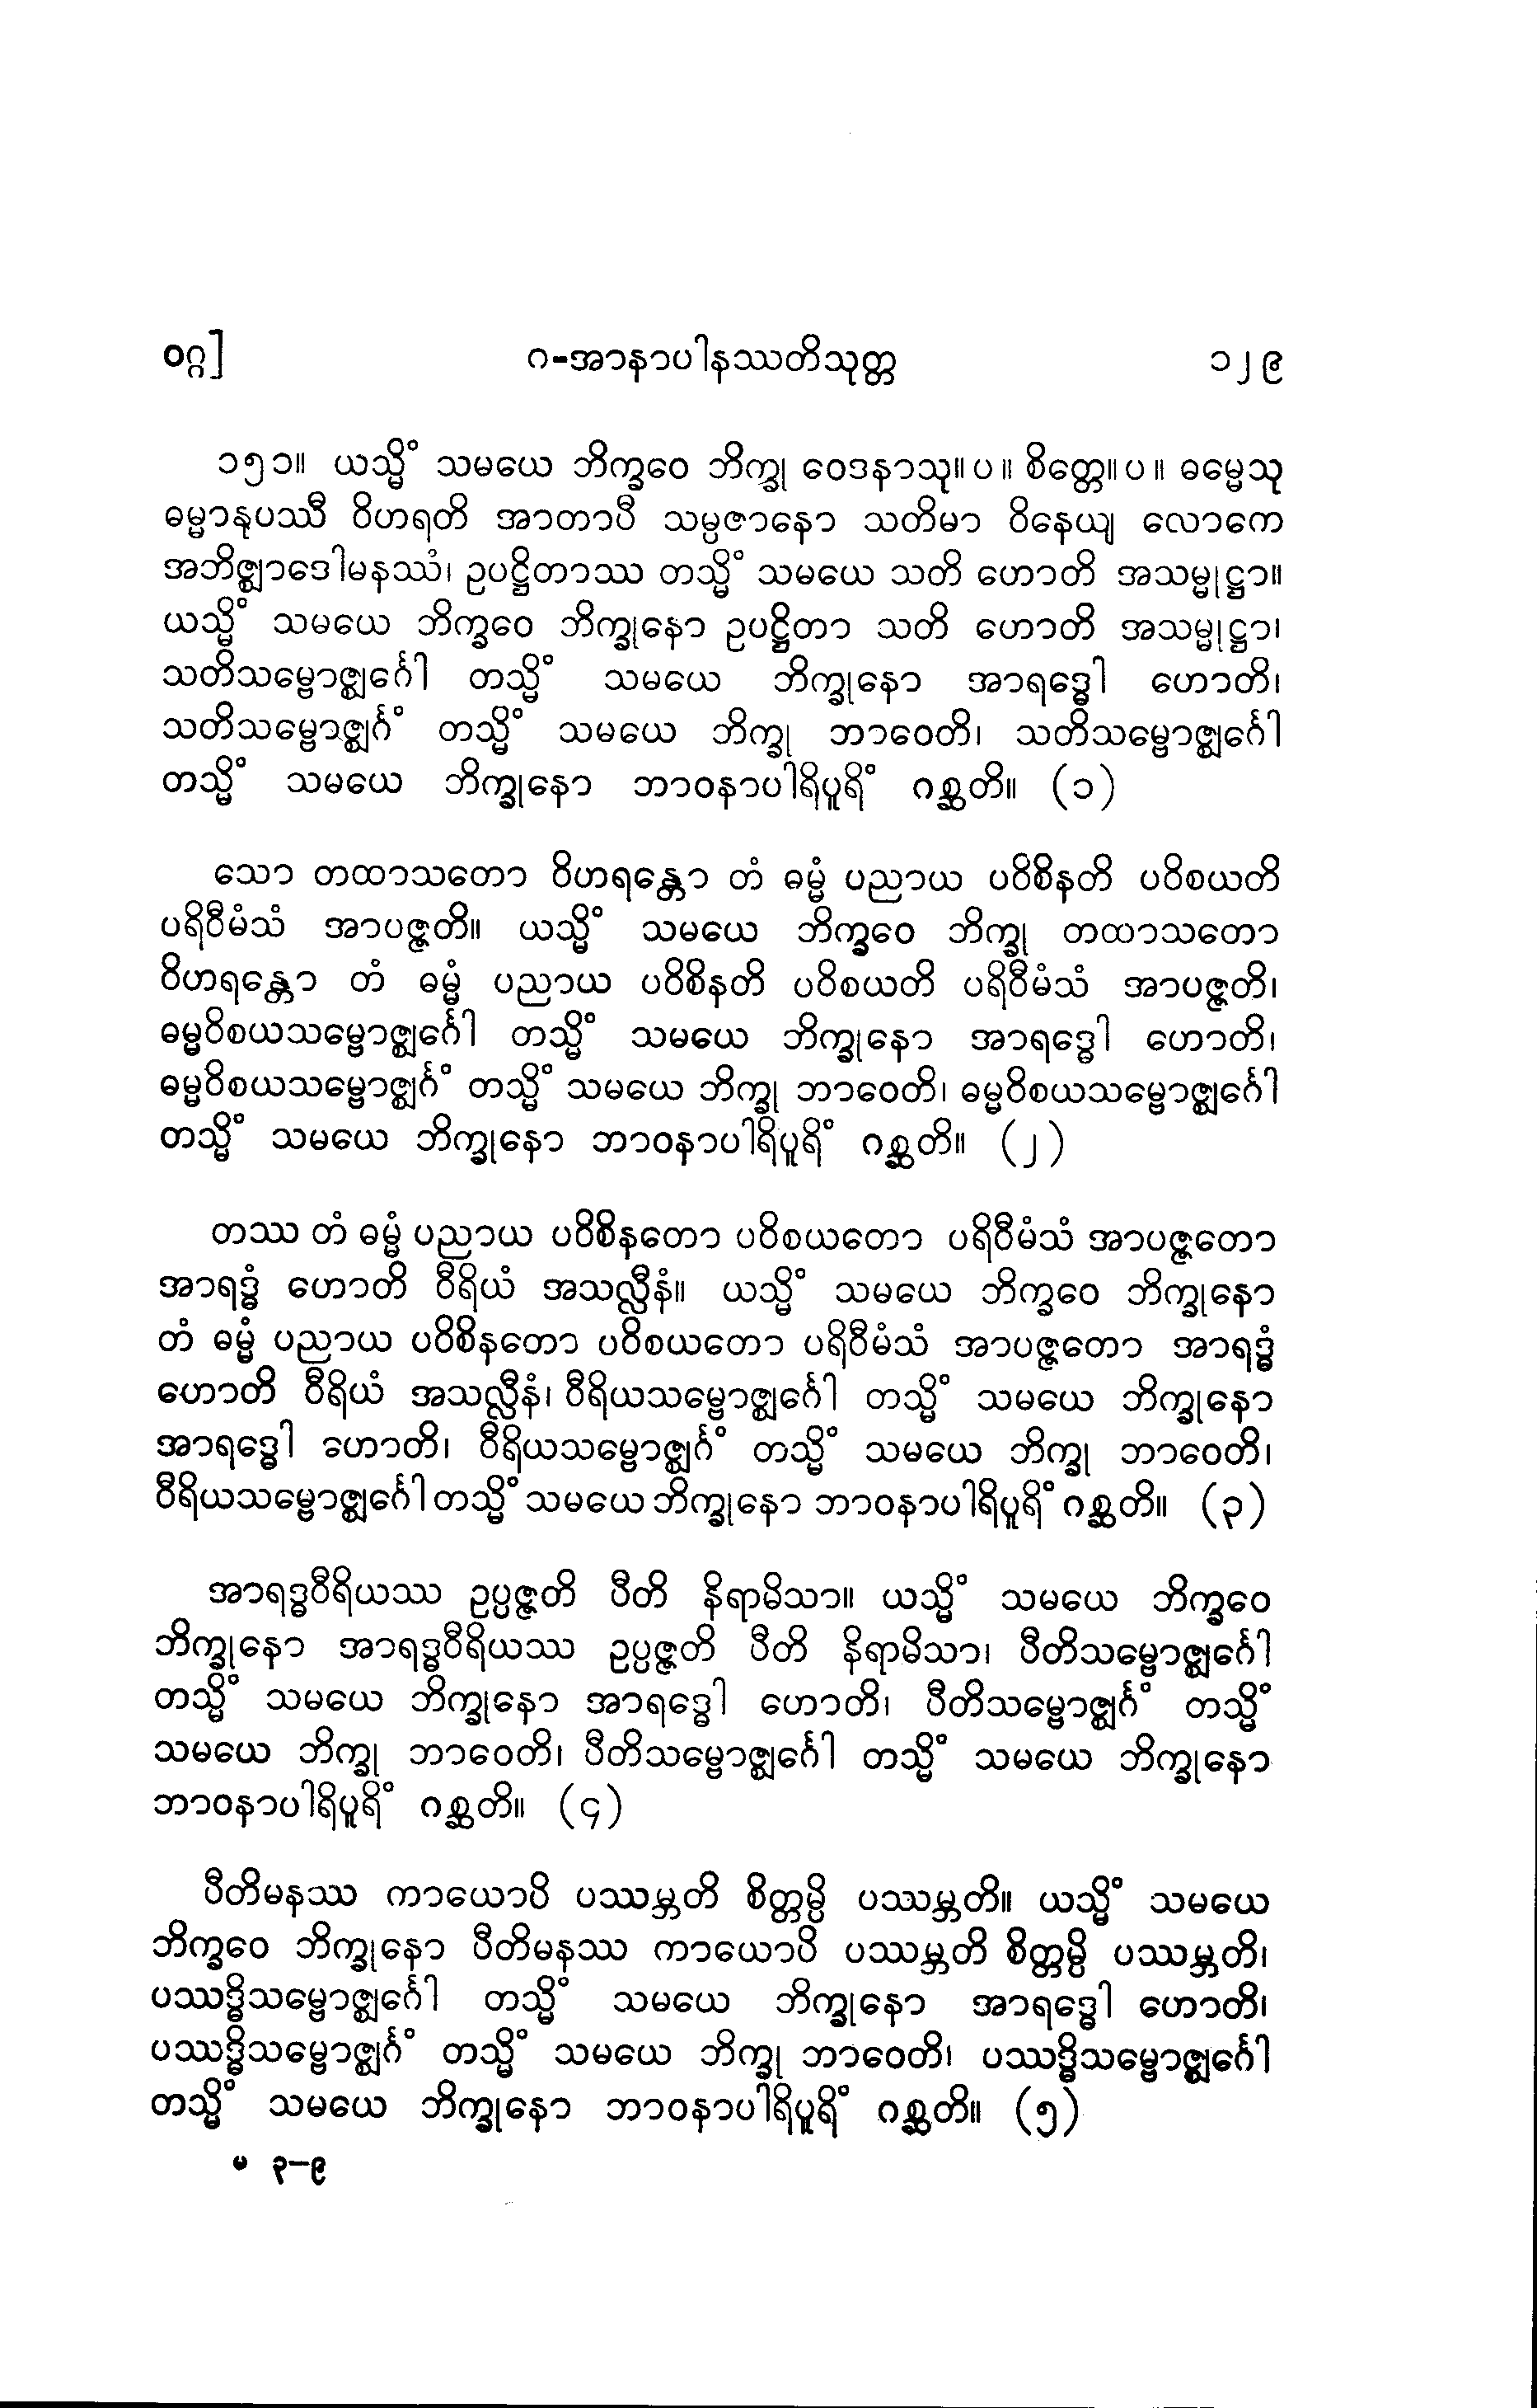 ၀ဂ္ဂ] ဂ-အာနာပါနဿတိသုတ္တ ၁၂၉
၁၅၁။ ယသ္မိံ သမယေ ဘိက္ခဝေ ဘိက္ခု ဝေဒနာသု။ပ။ စိတ္တေ။ပ။ ဓမ္မေသု
ဓမ္မာနုပဿီ ဝိဟရတိ အာတာပီ သမ္ပဇာနော သတိမာ ဝိနေယျ လောကေ
အဘိဇ္ဈာဒေါမနဿံ၊ ဥပဋ္ဌိတာဿ တသ္မိံ သမယေ သတိ ဟောတိ အသမ္မုဋ္ဌာ။
ယသ္မိံ သမယေ ဘိက္ခဝေ ဘိက္ခုနော ဥပဋ္ဌိတာ သတိ ဟောတိ အသမ္မုဋ္ဌာ၊
သတိသမ္ဗောဇ္ဈင်္ဂေါ တသ္မိံ သမယေ ဘိက္ခုနော အာရဒ္ဓေါ ဟောတိ၊
သတိသမ္ဗောဇ္ဈင်္ဂံ တသ္မိံ သမယေ ဘိက္ခု ဘာဝေတိ၊ သတိသမ္ဗောဇ္ဈင်္ဂေါ
တသ္မိံ သမယေ ဘိက္ခုနော ဘာဝနာပါရိပူရိံ ဂစ္ဆတိ။ (၁)
သော တထာသတော ဝိဟရန္တော တံ ဓမ္မံ ပညာယ ပဝိစိနတိ ပဝိစယတိ
ပရိဝီမံသံ အာပဇ္ဇတိ။ ယသ္မိံ သမယေ ဘိက္ခဝေ ဘိက္ခု တထာသတော
ဝိဟရန္တော တံ ဓမ္မံ ပညာယ ပဝိစိနတိ ပဝိစယတိ ပရိဝီမံသံ အာပဇ္ဇတိ၊
ဓမ္မဝိစယသမ္ဗောဇ္ဈင်္ဂေါ တသ္မိံ သမယေ ဘိက္ခုနော အာရဒ္ဓေါ ဟောတိ၊
ဓမ္မဝိစယသမ္ဗောဇ္ဈင်္ဂံ တသ္မိံ သမယေ ဘိက္ခု ဘာဝေတိ၊ ဓမ္မဝိစယသမ္ဗောဇ္ဈင်္ဂေါ
တသ္မိံ သမယေ ဘိက္ခုနော ဘာဝနာပါရိပူရိံ ဂစ္ဆတိ။ (၂)
တဿ တံ ဓမ္မံ ပညာယ ပဝိစိနတော ပဝိစယတော ပရိဝီမံသံ အာပဇ္ဇတော
အာရဒ္ဓံ ဟောတိ ဝီရိယံ အသလ္လီနံ။ ယသ္မိံ သမယေ ဘိက္ခဝေ ဘိက္ခုနော
တံ ဓမ္မံ ပညာယ ပဝိစိနတော ပဝိစယတော ပရိဝီမံသံ အာပဇ္ဇတော အာရဒ္ဓံ
ဟောတိ ဝီရိယံ အသလ္လီနံ၊ ဝီရိယသမ္ဗောဇ္ဈင်္ဂေါ တသ္မိံ သမယေ ဘိက္ခုနော
အာရဒ္ဓေါ ဟောတိ၊ ဝီရိယသမ္ဗောဇ္ဈင်္ဂံ တသ္မိံ သမယေ ဘိက္ခု ဘာဝေတိ၊
ဝီရိယသမ္ဗောဇ္ဈင်္ဂေါ တသ္မိံ သမယေ ဘိက္ခုနော ဘာဝနာပါရိပူရိံ ဂစ္ဆတိ။ (၃)
အာရဒ္ဓဝီရိယဿ ဥပ္ပဇ္ဇတိ ပီတိ နိရာမိသာ။ ယသ္မိံ သမယေ ဘိက္ခဝေ
ဘိက္ခုနော အာရဒ္ဓဝီရိယဿ ဥပ္ပဇ္ဇတိ ပီတိ နိရာမိသာ၊ ပီတိသမ္ဗောဇ္ဈင်္ဂေါ
တသ္မိံ သမယေ ဘိက္ခုနော အာရဒ္ဓေါ ဟောတိ၊ ပီတိသမ္ဗောဇ္ဈင်္ဂံ တသ္မိံ
သမယေ ဘိက္ခု ဘာဝေတိ၊ ပီတိသမ္ဗောဇ္ဈင်္ဂေါ တသ္မိံ သမယေ ဘိက္ခုနော
ဘာဝနာပါရိပူရိံ ဂစ္ဆတိ။ (၄)
ပီတိမနဿ ကာယောပိ ပဿမ္ဘတိ စိတ္တမ္ပိ ပဿမ္ဘတိ။ ယသ္မိံ သမယေ
ဘိက္ခဝေ ဘိက္ခုနော ပီတိမနဿ ကာယောပိ ပဿမ္ဘတိ စိတ္တမ္ပိ ပဿမ္ဘတိ၊
ပဿဒ္ဓိသမ္ဗောဇ္ဈင်္ဂေါ တသ္မိံ သမယေ ဘိက္ခုနော အာရဒ္ဓေါ ဟောတိ၊
ပဿဒ္ဓိသမ္ဗောဇ္ဈင်္ဂံ တသ္မိံ သမယေ ဘိက္ခု ဘာဝေတိ၊ ပဿဒ္ဓိသမ္ဗောဇ္ဈင်္ဂေါ
တသ္မိံ သမယေ ဘိက္ခုနော ဘာဝနာပါရိပူရိံ ဂစ္ဆတိ။ (၅)
မ ၃–၉